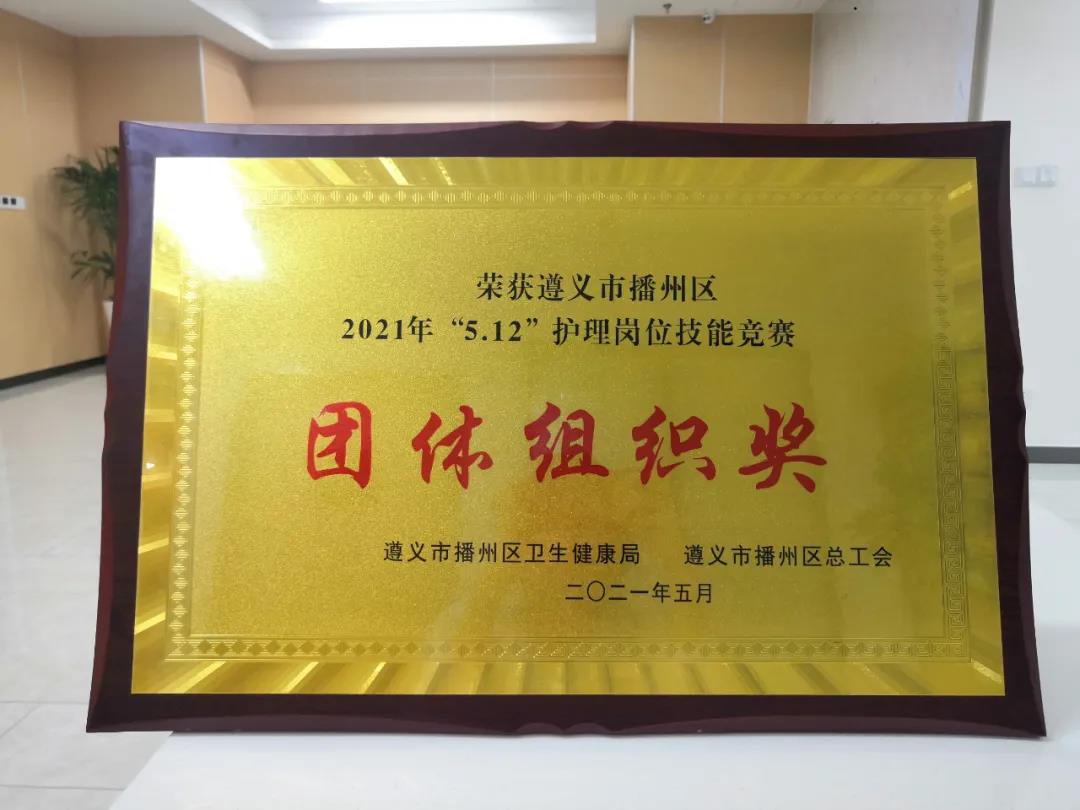 荣获遵义市播州区
2021年“5.12”护理岗位技能竞赛
团体组织奖
遵义市播州区卫生健康局 遵义市播州区总工会
二〇二一年五月